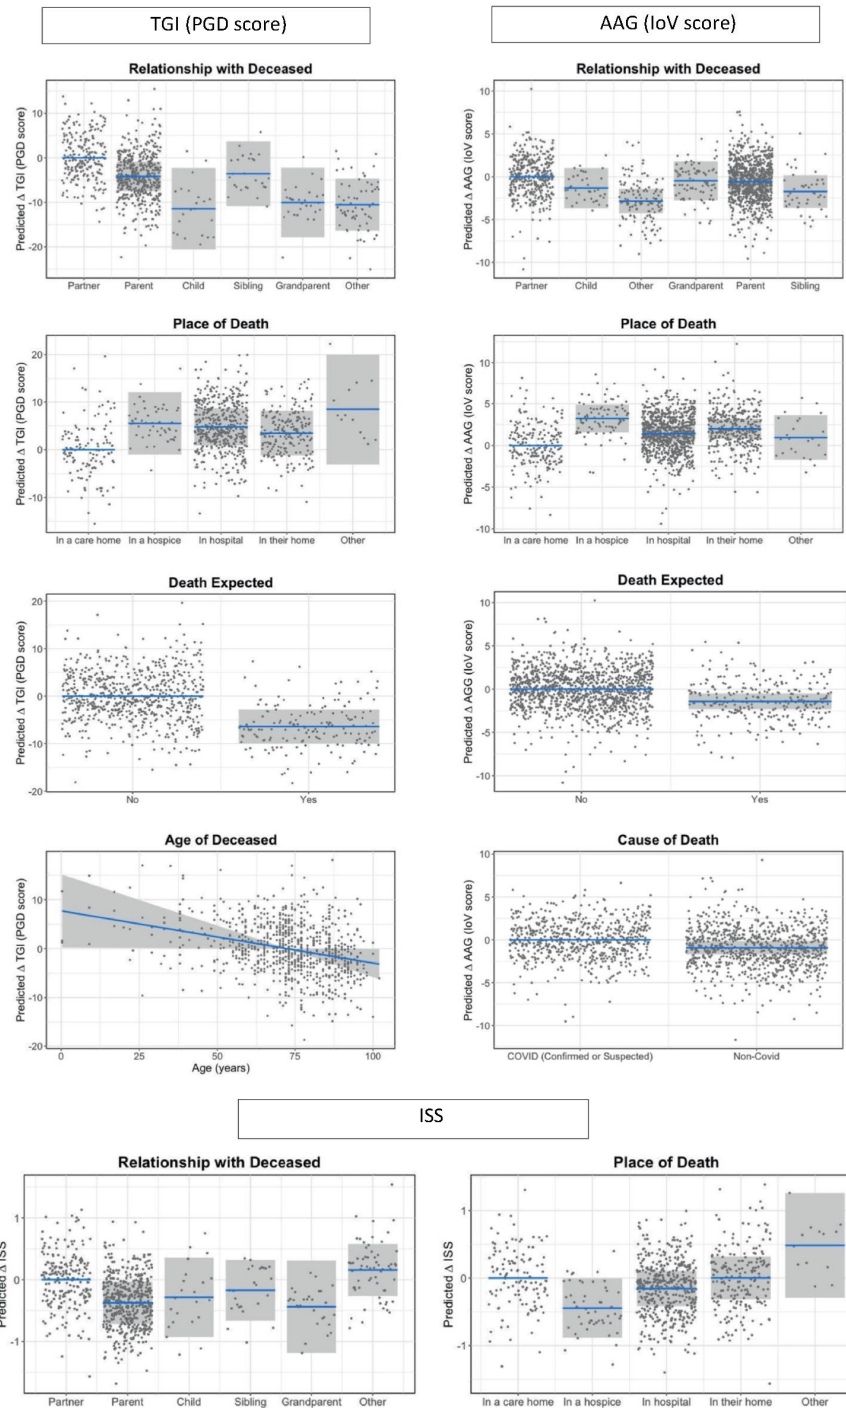 TGI (PGD score)
AAG (IoV score)
Relationship with Deceased
Predicted Δ TGI (PGD score)
10
0
-10
-20
Partner Parent Child Sibling Grandparent Other
Relationship with Deceased
Predicted Δ AAG (IoV score)
10
5
0
-5
-10
Partner Child Other Grandparent Parent Sibling
Place of Death
Predicted Δ TGI (PGD score)
20
10
0
-10
In a care home In a hospice In hospital In their home Other
Place of Death
Predicted Δ AAG (IoV score)
10
5
0
-5
-10
In a care home In a hospice In hospital In their home Other
Death Expected
Predicted Δ TGI (PGD score)
20
10
0
-10
-20
No Yes
Death Expected
Predicted Δ AGG (IoV score)
10
5
0
-5
-10
No Yes
Age of Deceased
Predicted Δ TGI (PGD score)
10
0
-10
-20
0 25 50 75 100
Age (years)
Cause of Death
Predicted Δ AAG (IoV score)
10
5
0
-5
-10
COVID (Confirmed or Suspected) Non-Covid
ISS
Relationship with Deceased
Predicted Δ ISS
1
0
-1
Partner Parent Child Sibling Grandparent Other
Place of Death
Predicted Δ ISS
1
0
-1
In a care home In a hospice In hospital In their home Other